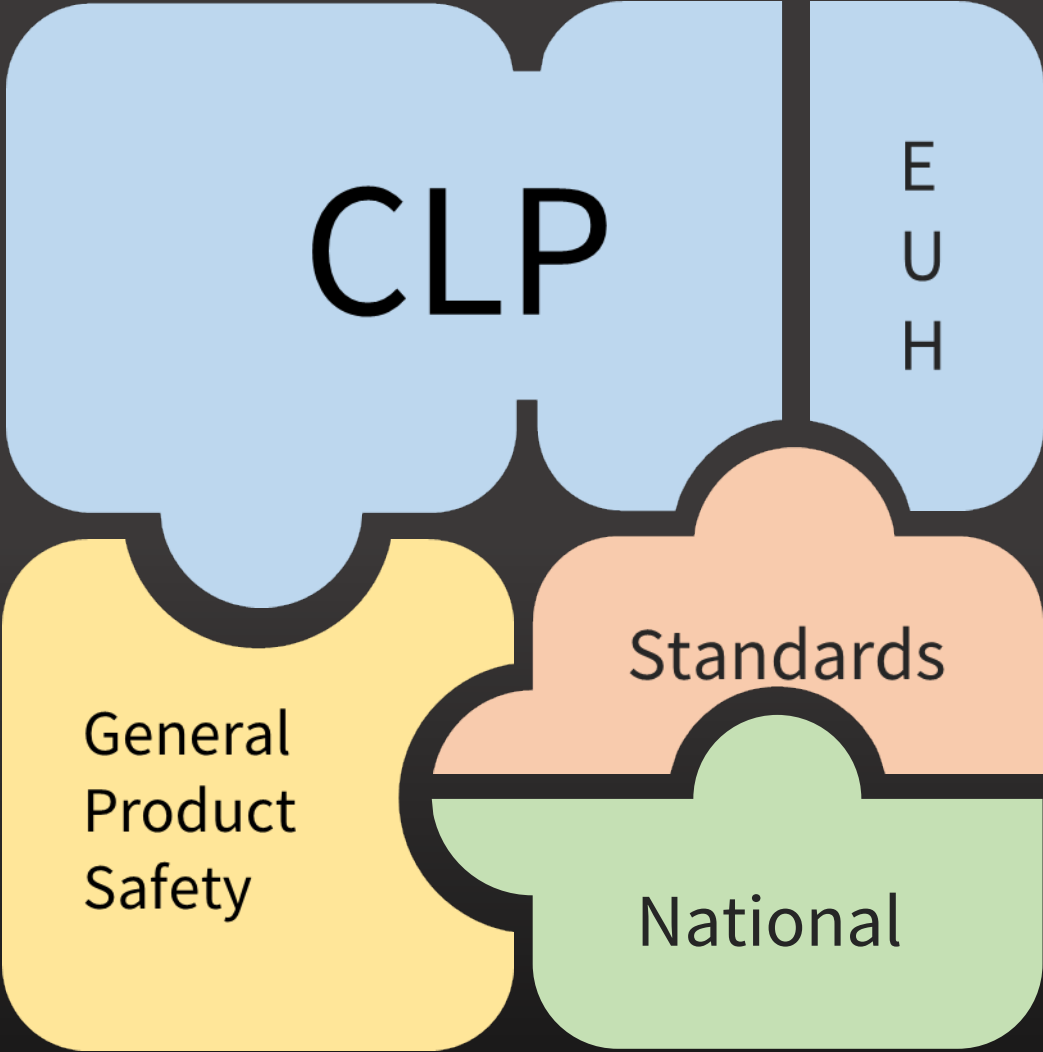 CLP
E
U
H
Standards
General
Product
Safety
National